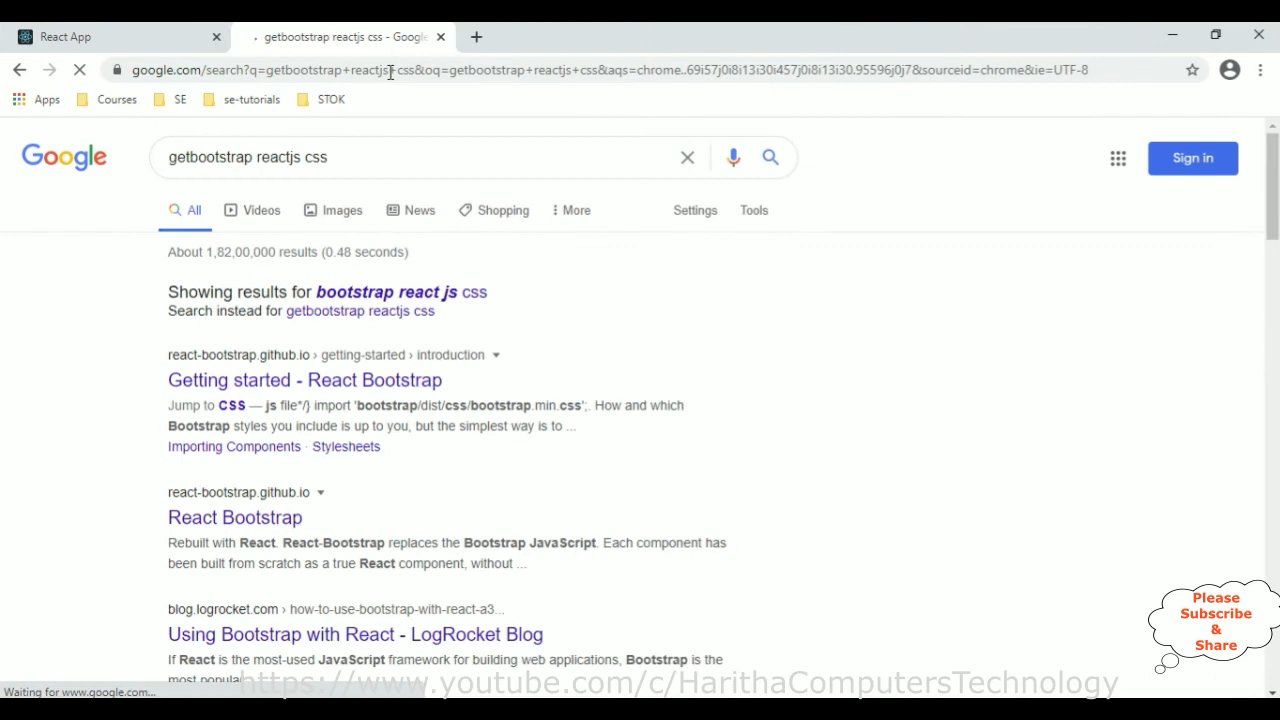 React App
getbootstrap reactjs css - Google
google.com/search?q=getbootstrap+reactjs+css&oq=getbootstrap+reactjs+css&aqs=chrome..69i57j0i8i13i30i457j0i8i13i30.95596j0j7&sourceid=chrome&ie=UTF-8
Apps Courses SE se-tutorials STOK
Google
getbootstrap reactjs css
Sign in
All Videos Images News Shopping More Settings Tools
About 1,82,00,000 results (0.48 seconds)
Showing results for bootstrap react js css
Search instead for getbootstrap reactjs css
react-bootstrap.github.io › getting-started › introduction
Getting started - React Bootstrap
Jump to CSS — js file*/} import 'bootstrap/dist/css/bootstrap.min.css';. How and which
Bootstrap styles you include is up to you, but the simplest way is to ...
Importing Components · Stylesheets
react-bootstrap.github.io
React Bootstrap
Rebuilt with React. React-Bootstrap replaces the Bootstrap JavaScript. Each component has
been built from scratch as a true React component, without ...
blog.logrocket.com › how-to-use-bootstrap-with-react-a3...
Using Bootstrap with React - LogRocket Blog
If React is the most-used JavaScript framework for building web applications, Bootstrap is the
most popula
Please
Subscribe
&
Share
Waiting for www.google.com...
https://www.youtube.com/c/HarithaComputersTechnology